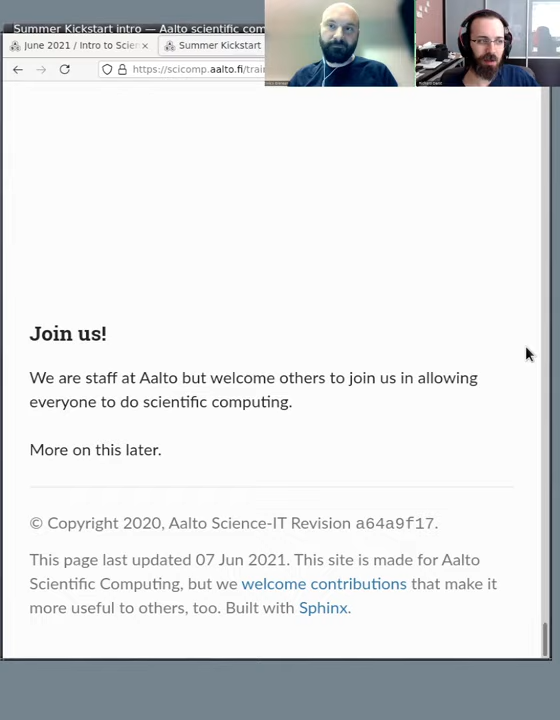 Summer Kickstart intro — Aalto scientific com
June 2021 / Intro to Scien ×
Summer Kickstart
https://scicomp.aalto.fi/trai
Join us!
We are staff at Aalto but welcome others to join us in allowing
everyone to do scientific computing.
More on this later.
© Copyright 2020, Aalto Science-IT Revision a64a9f17.
This page last updated 07 Jun 2021. This site is made for Aalto
Scientific Computing, but we welcome contributions that make it
more useful to others, too. Built with Sphinx.